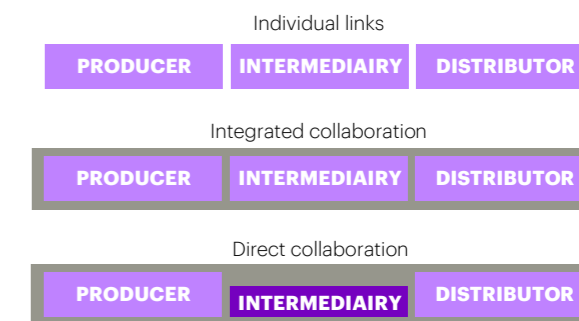 Individual links
PRODUCER INTERMEDIAIRY DISTRIBUTOR
Integrated collaboration
PRODUCER INTERMEDIAIRY DISTRIBUTOR
Direct collaboration
PRODUCER INTERMEDIAIRY DISTRIBUTOR